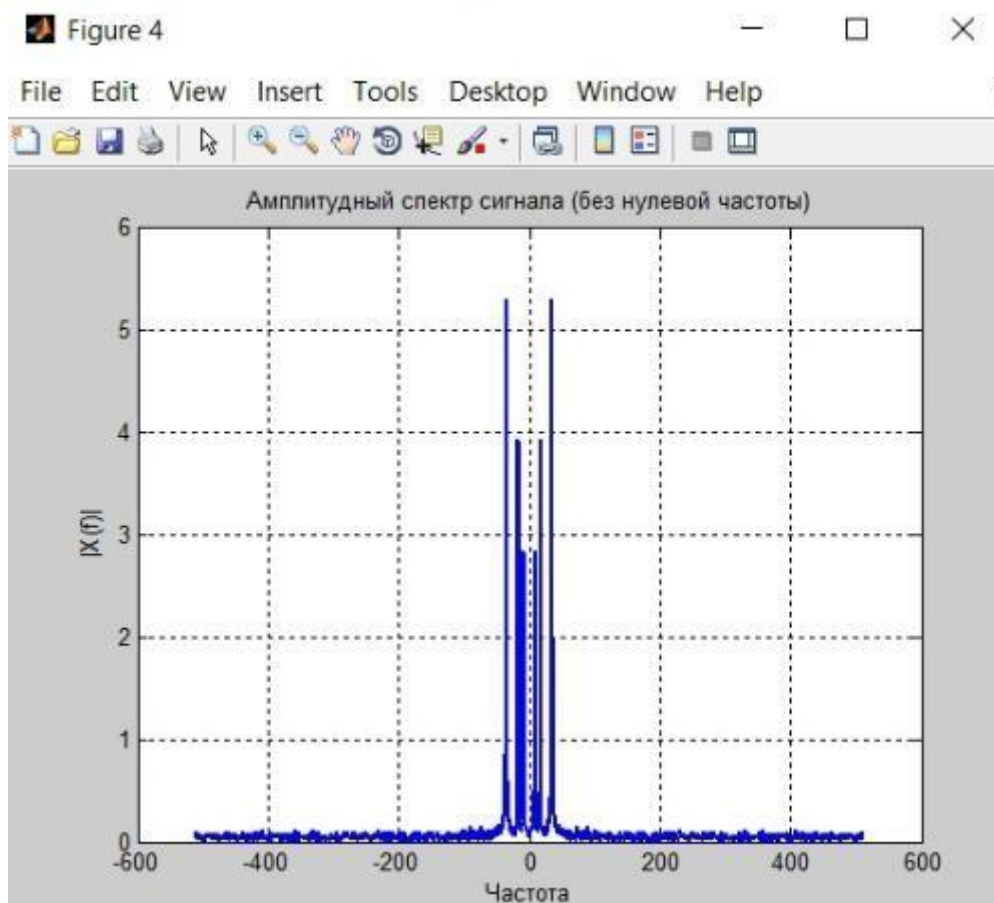 Figure 4
File Edit View Insert Tools Desktop Window Help
Амплитудный спектр сигнала (без нулевой частоты)
6
5
4
3
2
1
0
|X(f)|
-600 -400 -200 0 200 400 600
Частота